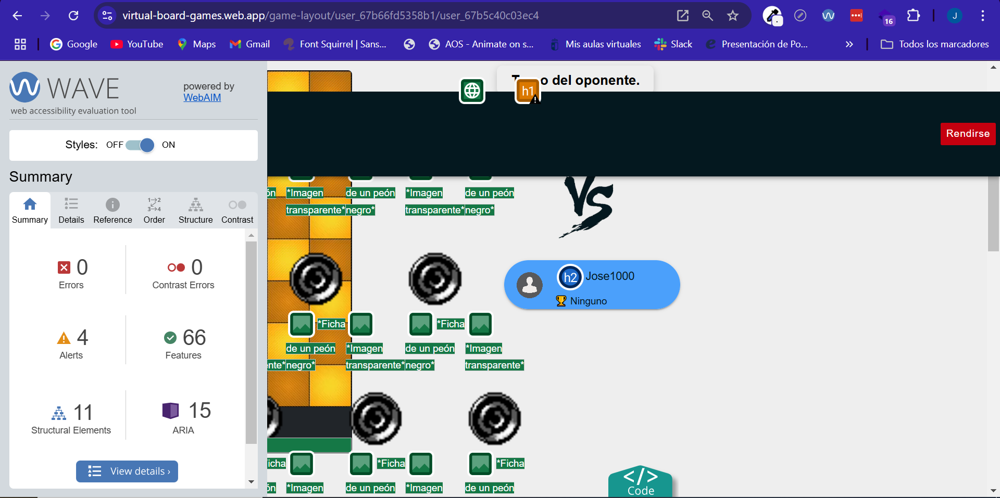 virtual-board-games.web.app/game-layout/user_67b66fd5358b1/user_67b5c40c03ec4
16
J
Google
YouTube
Maps
Gmail
Font Squirrel | Sans...
AOS - Animate on s...
Mis aulas virtuales
Slack
Presentación de Po...
»
Todos los marcadores
WAVE
web accessibility evaluation tool
powered by
WebAIM
Styles: OFF ON
Summary
Summary
Details
Reference
Order
Structure
Contrast
0
Errors
0
Contrast Errors
4
Alerts
66
Features
11
Structural Elements
15
ARIA
View details ›
h1
del oponente.
Rendirse
VS
*Imagen
de un peón
*Imagen
de un peón
transparente*
negro*
transparente*
negro*
h2 Jose1000
Ninguno
*Ficha
*Ficha
de un peón
*Imagen
de un peón
*Imagen
negro*
transparente*
negro*
transparente*
*Ficha
*Ficha
*Imagen
de un peón
*Imagen
de un peón
</>
Code